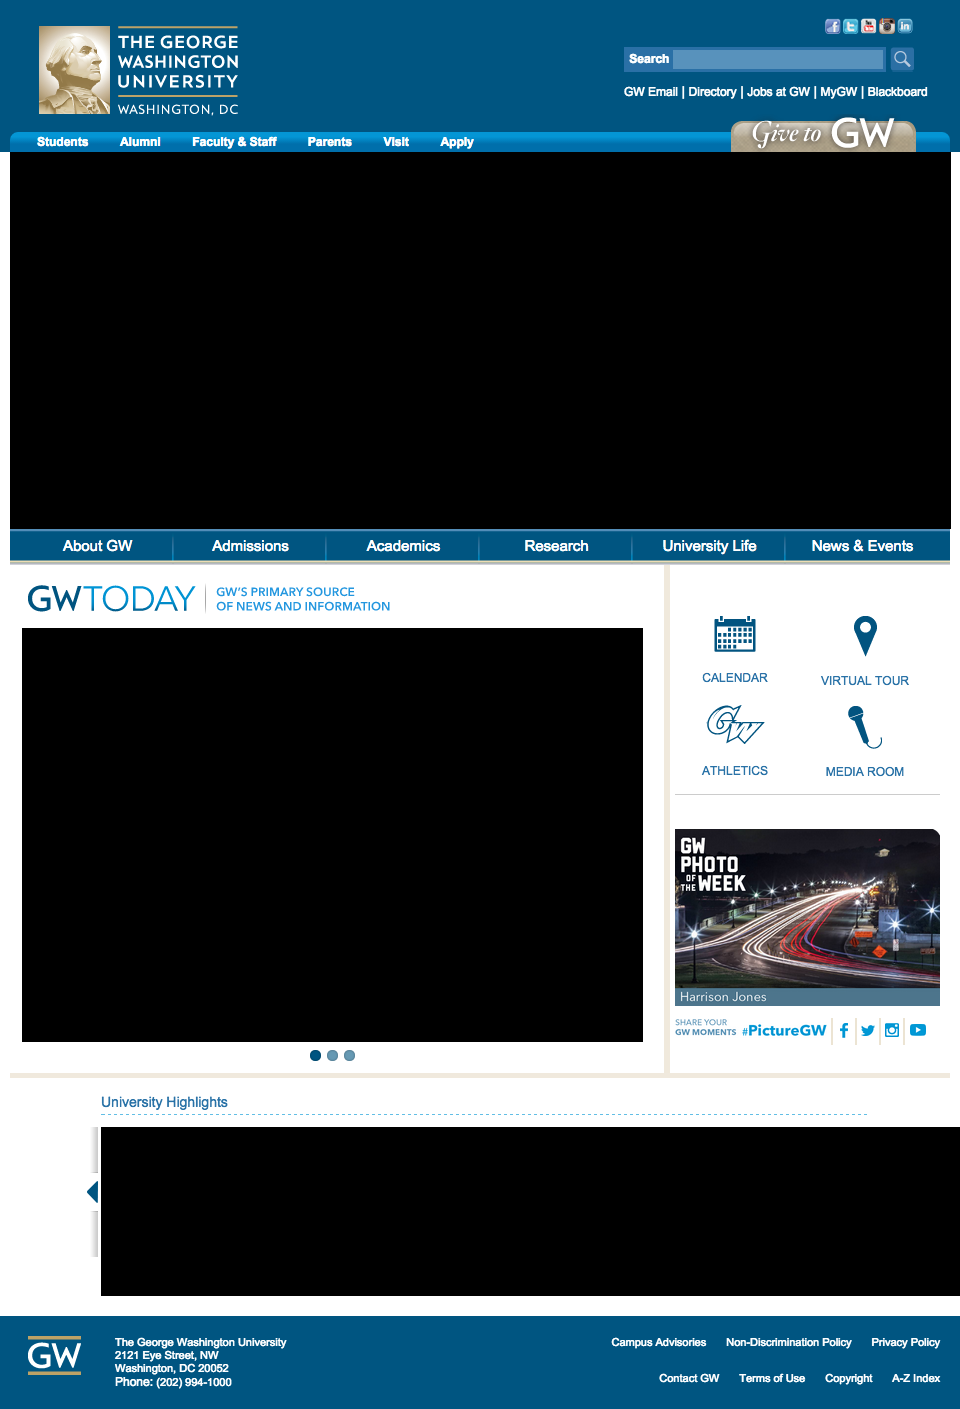 THE GEORGE
WASHINGTON
UNIVERSITY
WASHINGTON, DC
Search
GW Email | Directory | Jobs at GW | MyGW | Blackboard
Students Alumni Faculty & Staff Parents Visit Apply
Give to GW
About GW Admissions Academics Research University Life News & Events
GWTODAY
GW'S PRIMARY SOURCE
OF NEWS AND INFORMATION
CALENDAR
VIRTUAL TOUR
GW
ATHLETICS
MEDIA ROOM
GW
PHOTO
OF
THE WEEK
Harrison Jones
SHARE YOUR
GW MOMENTS #PictureGW
University Highlights
GW
The George Washington University
2121 Eye Street, NW
Washington, DC 20052
Phone: (202) 994-1000
Campus Advisories Non-Discrimination Policy Privacy Policy
Contact GW Terms of Use Copyright A-Z Index